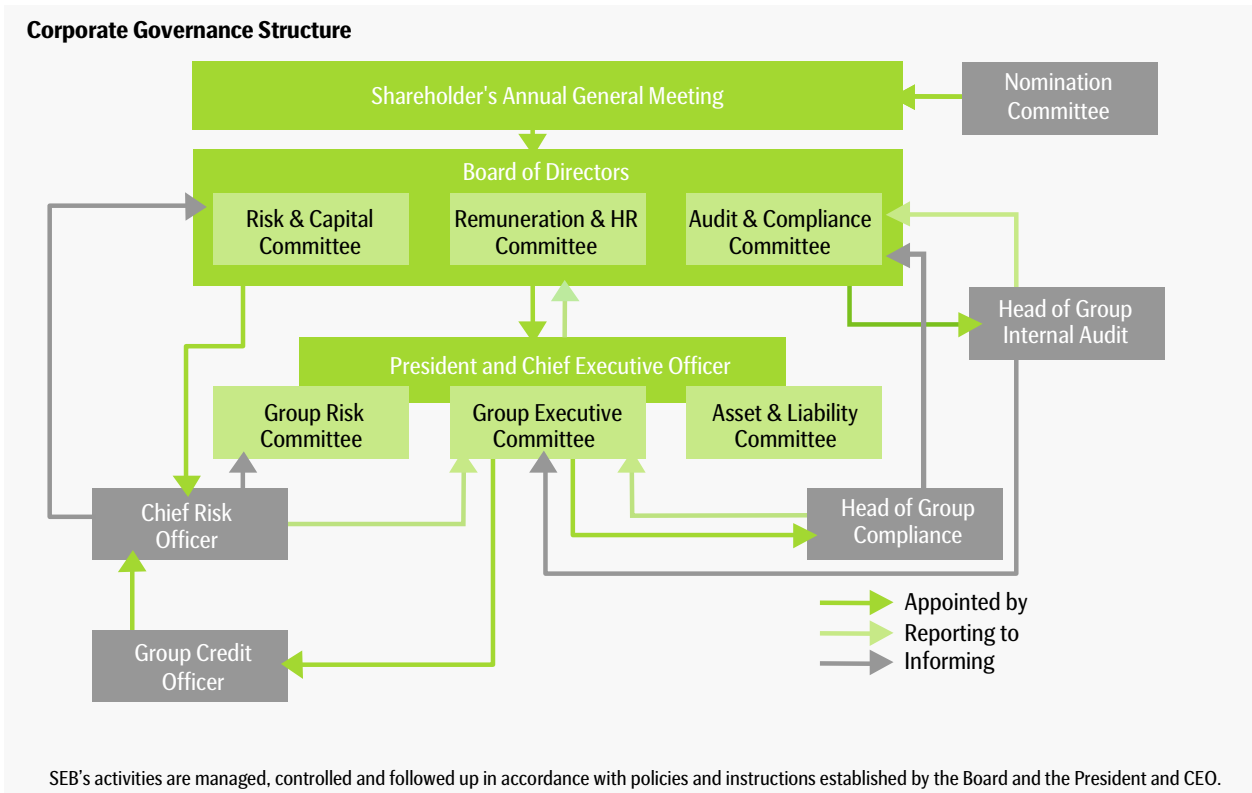 Corporate Governance Structure
Shareholder's Annual General Meeting
Nomination
Committee
Board of Directors
Risk & Capital
Committee
Remuneration & HR
Committee
Audit & Compliance
Committee
Head of Group
Internal Audit
President and Chief Executive Officer
Group Risk
Committee
Group Executive
Committee
Asset & Liability
Committee
Chief Risk
Officer
Head of Group
Compliance
Group Credit
Officer
Appointed by
Reporting to
Informing
SEB's activities are managed, controlled and followed up in accordance with policies and instructions established by the Board and the President and CEO.